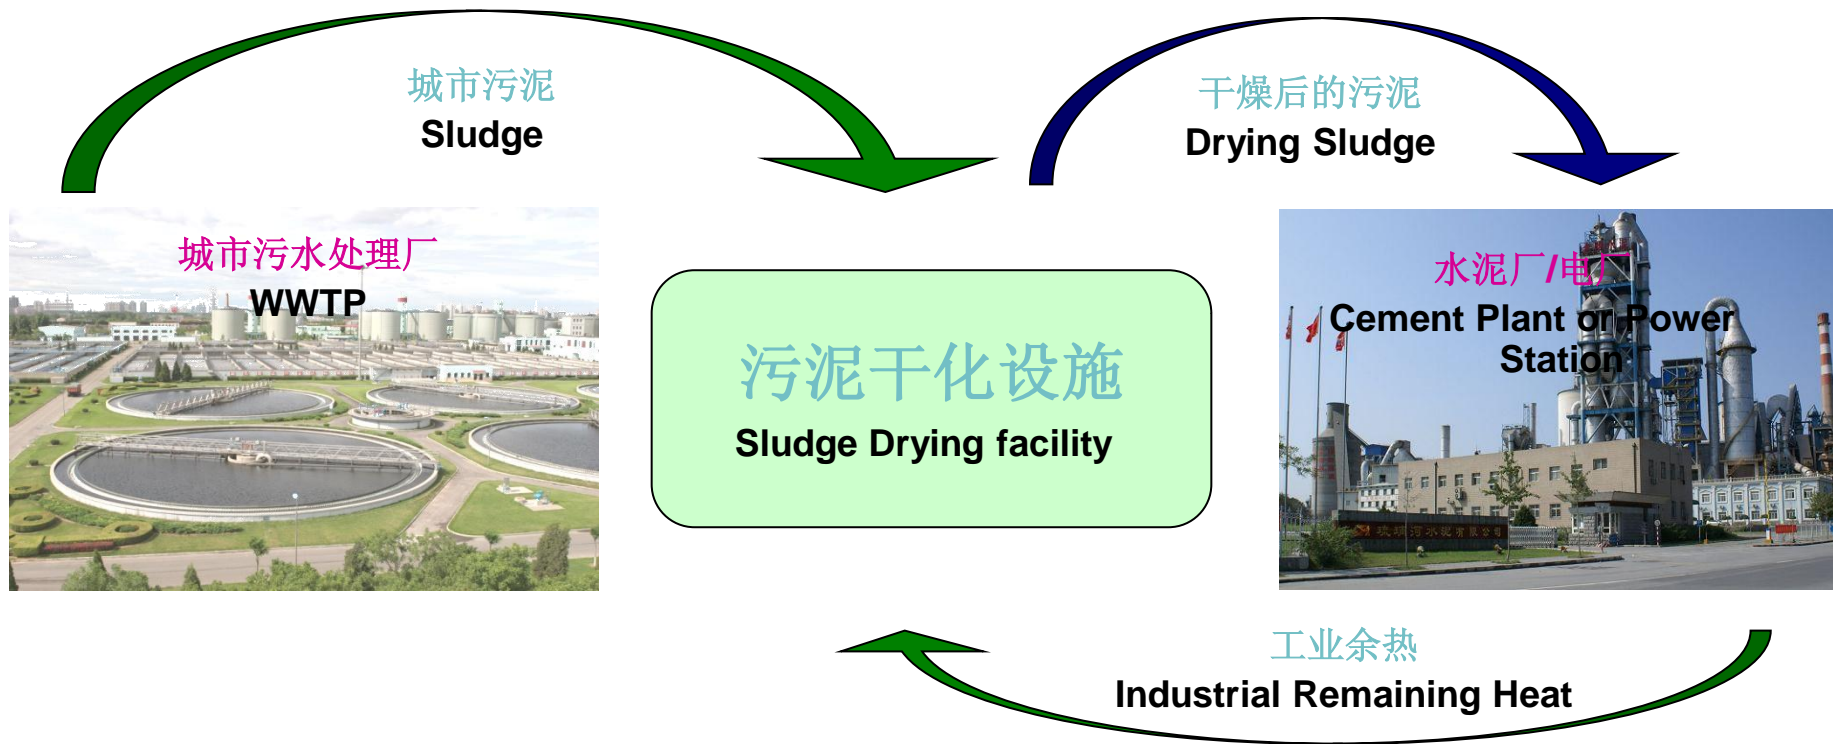 城市污泥
Sludge
干燥后的污泥
Drying Sludge
城市污水处理厂
WWTP
污泥干化设施
Sludge Drying facility
水泥厂/电厂
Cement Plant or Power
Station
工业余热
Industrial Remaining Heat